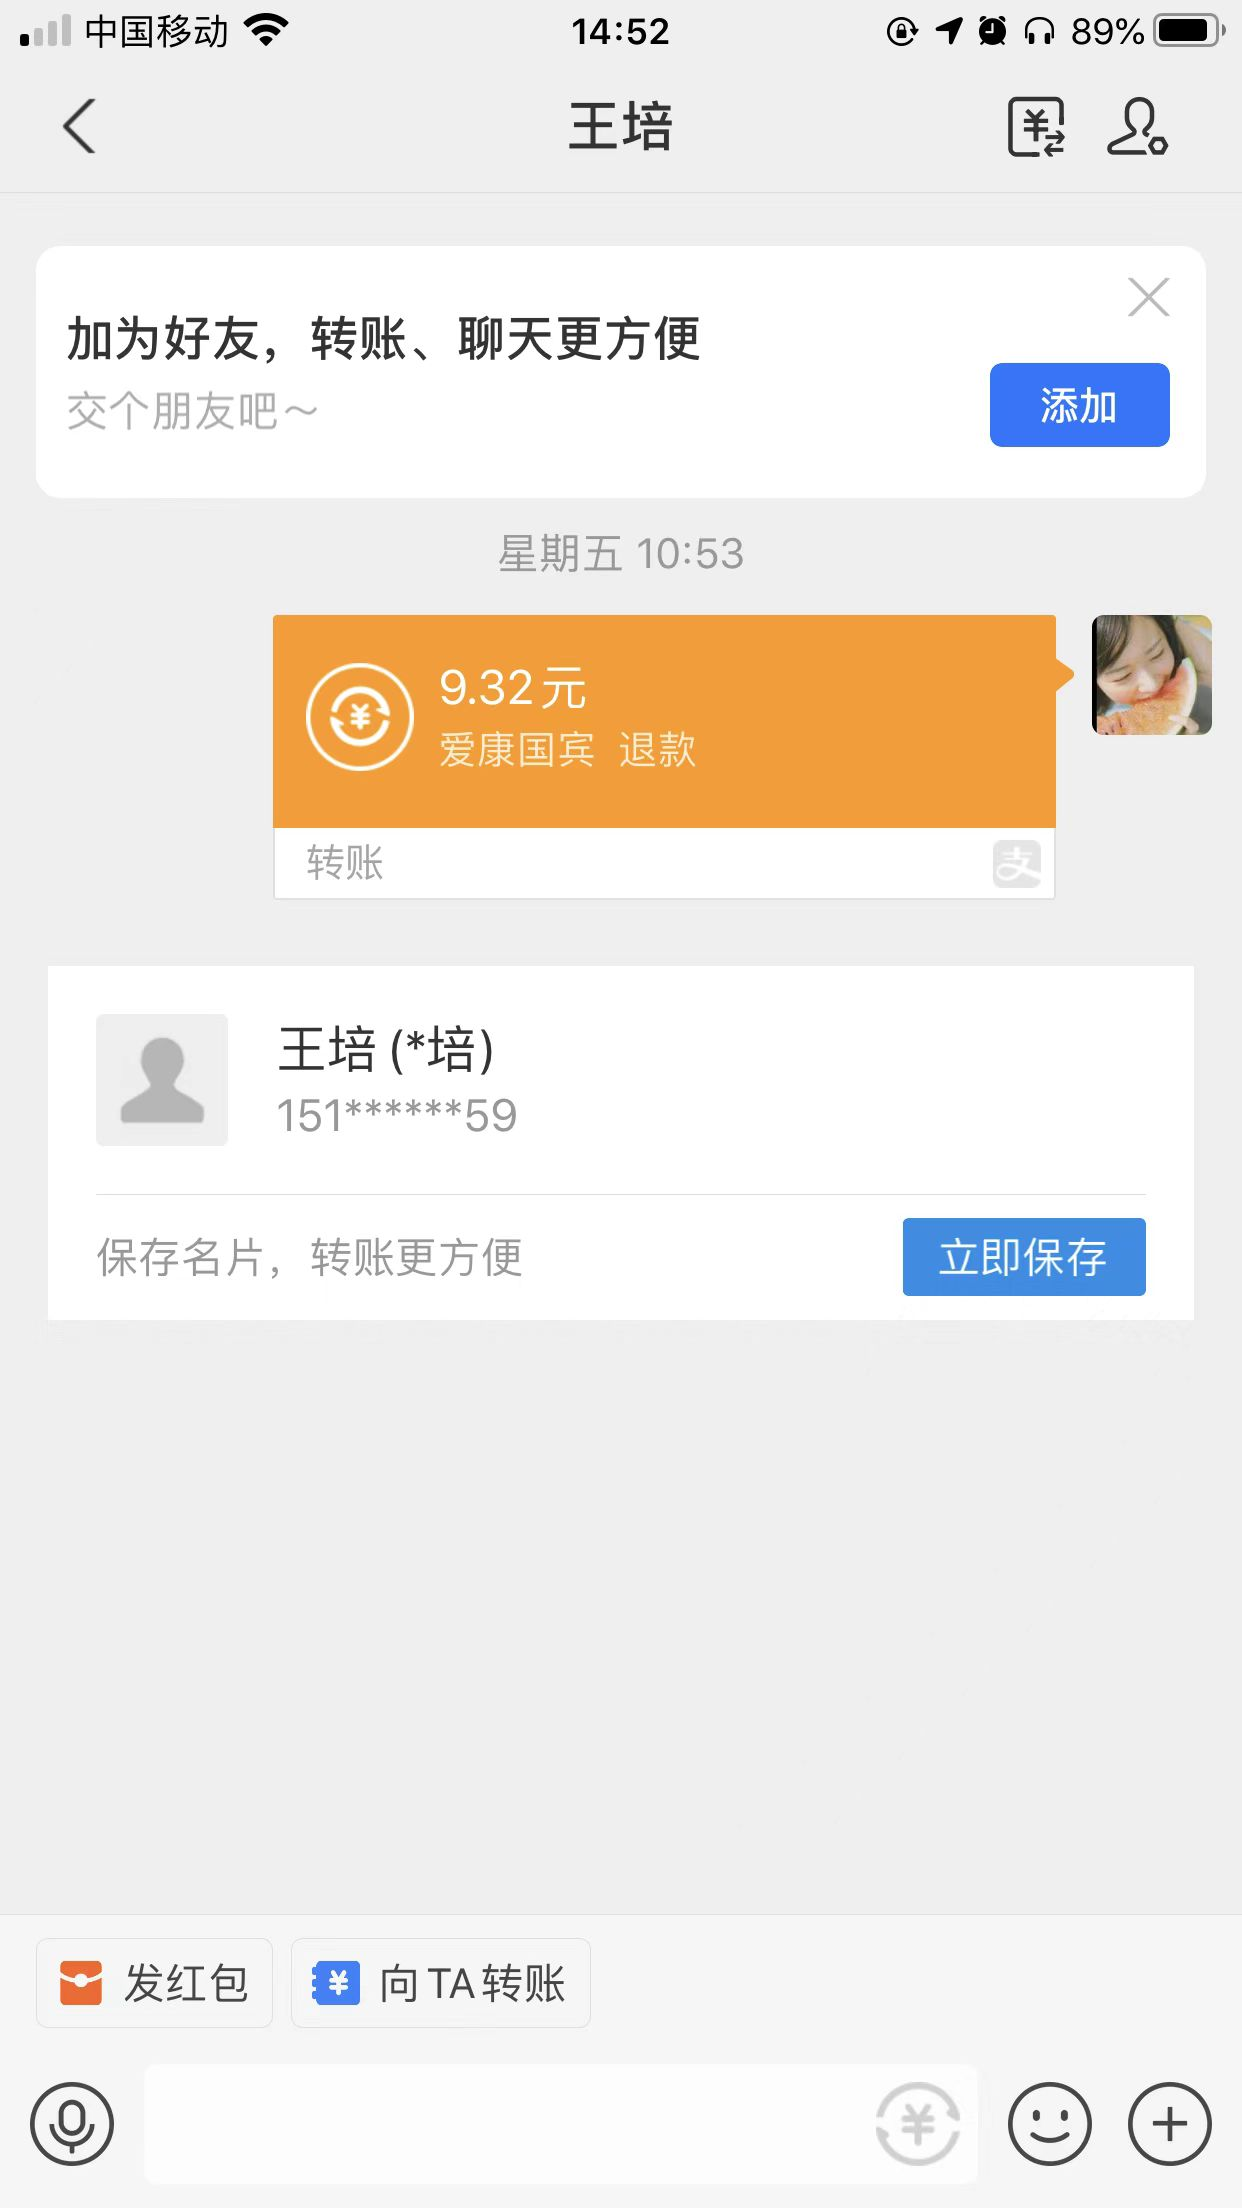 中国移动
14:52
89%
王培
加为好友，转账、聊天更方便
交个朋友吧～
添加
星期五 10:53
9.32元
爱康国宾 退款
转账
支
王培 (*培)
151******59
保存名片，转账更方便
立即保存
发红包
向TA转账